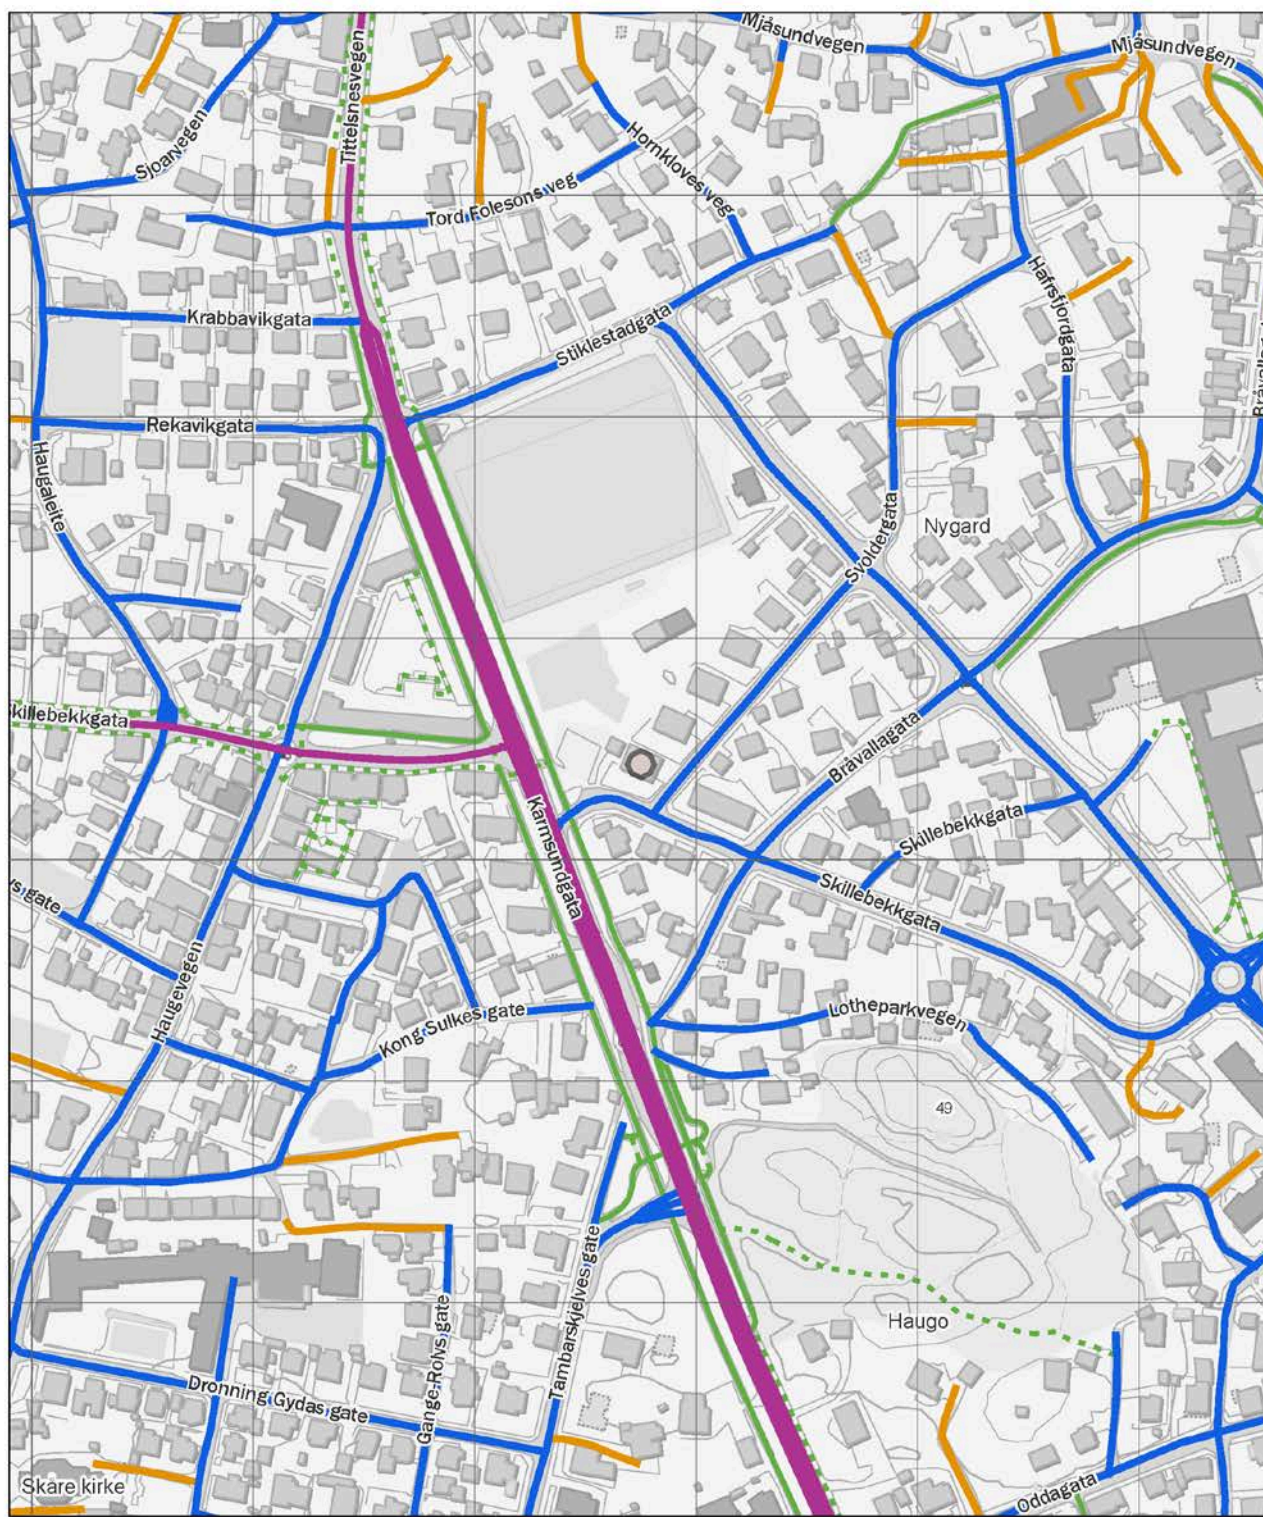 Mjåsundvegen
Mjåsundvegen
Tittelsnesvegen
Sjoarvegen
Hornkloves veg
Tord Folesons veg
Hafrsfjordgata
Krabbavikgata
Stiklestadgata
Rekavikgata
Haugaleite
Svoldergata
Nygard
Skillebekkgata
Bråvallagata
Karmsundgata
Skillebekkgata
Skillebekkgata
gate
Haugevegen
Lotheparkvegen
Kong Sulkes gate
49
Tambarskjelves gate
Haugo
Gange-Rolvs gate
Dronning Gydas gate
Skåre kirke
Oddagata